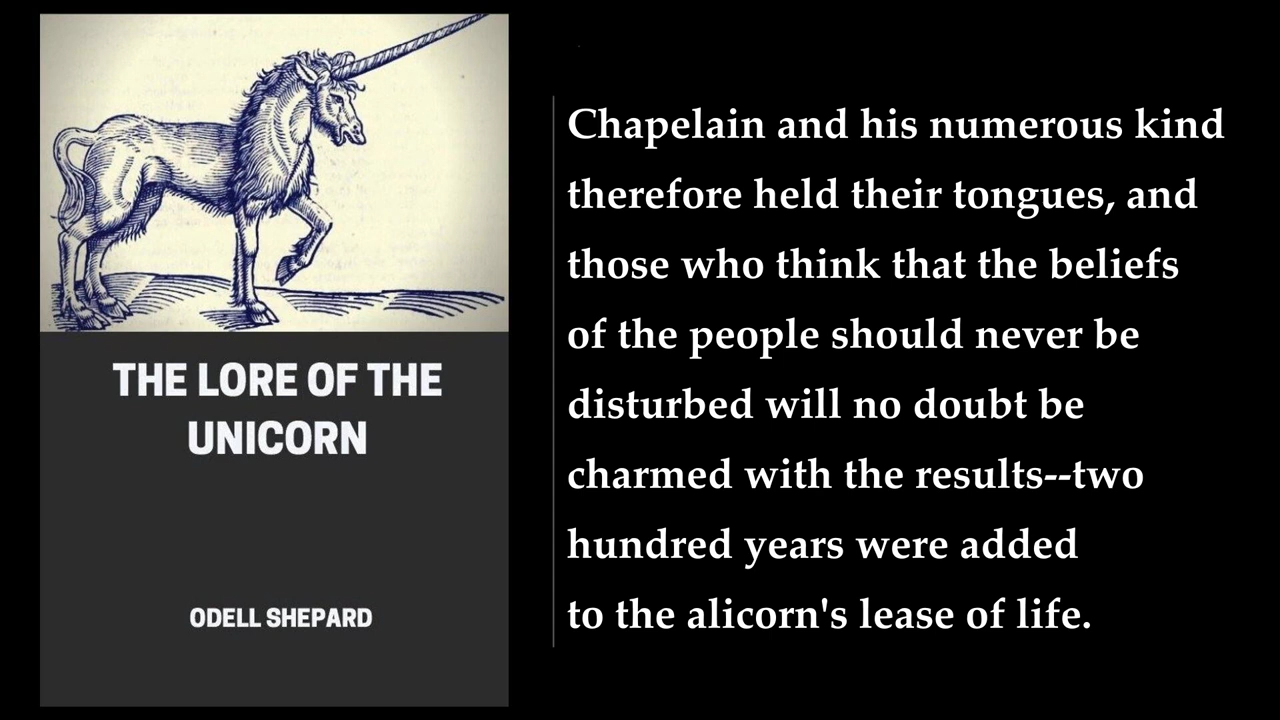 THE LORE OF THE
UNICORN
ODELL SHEPARD
Chapelain and his numerous kind
therefore held their tongues, and
those who think that the beliefs
of the people should never be
disturbed will no doubt be
charmed with the results--two
hundred years were added
to the alicorn's lease of life.